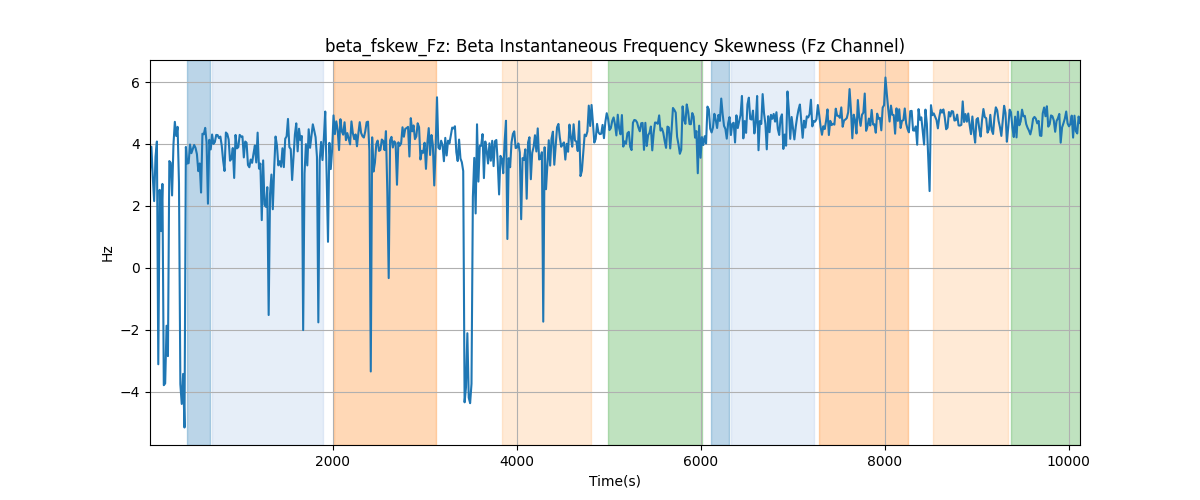 beta_fskew_Fz: Beta Instantaneous Frequency Skewness (Fz Channel)
6
4
2
0
−2
−4
Hz
2000 4000 6000 8000 10000
Time(s)